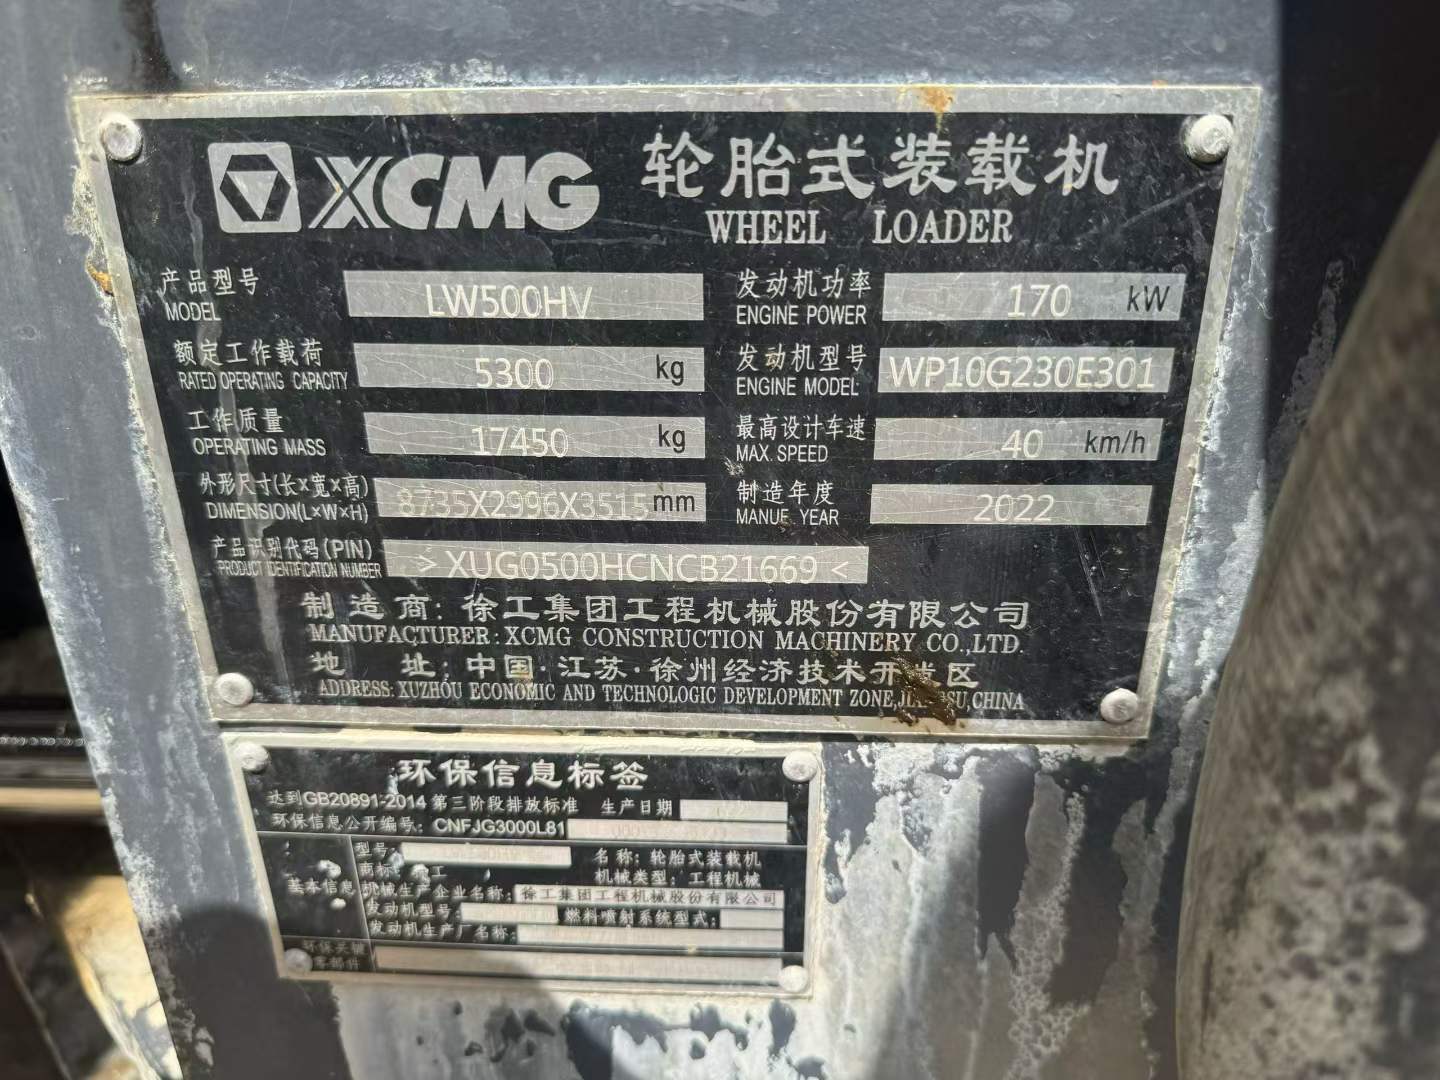 XCMG 轮胎式装载机
WHEEL LOADER
产品型号 LW500HV 发动机功率 170 kW
MODEL ENGINE POWER
额定工作载荷 5300 kg 发动机型号 WP10G230E301
RATED OPERATING CAPACITY ENGINE MODEL
工作质量 17450 kg 最高设计车速 40 km/h
OPERATING MASS MAX. SPEED
外形尺寸(长×宽×高) 8735X2996X3515 mm 制造年度 2022
DIMENSION(L×W×H) MANUF. YEAR
产品识别代码(PIN) >XUG0500HCNCB21669<
PRODUCT IDENTIFICATION NUMBER
制造商:徐工集团工程机械股份有限公司
MANUFACTURER: XCMG CONSTRUCTION MACHINERY CO.,LTD.
地 址:中国·江苏·徐州经济技术开发区
ADDRESS: XUZHOU ECONOMIC AND TECHNOLOGIC DEVELOPMENT ZONE,JIANGSU,CHINA
环保信息标签
达到GB20891-2014 第三阶段排放标准 生产日期
环保信息公开编号: CNFJG3000L81
型号: 名称: 轮胎式装载机
商标: 工 机械类型: 工程机械
基本信息 机械生产企业名称: 徐工集团工程机械股份有限公司
发动机型号: 燃料喷射系统型式:
发动机生产厂名称:
环保关键
零部件